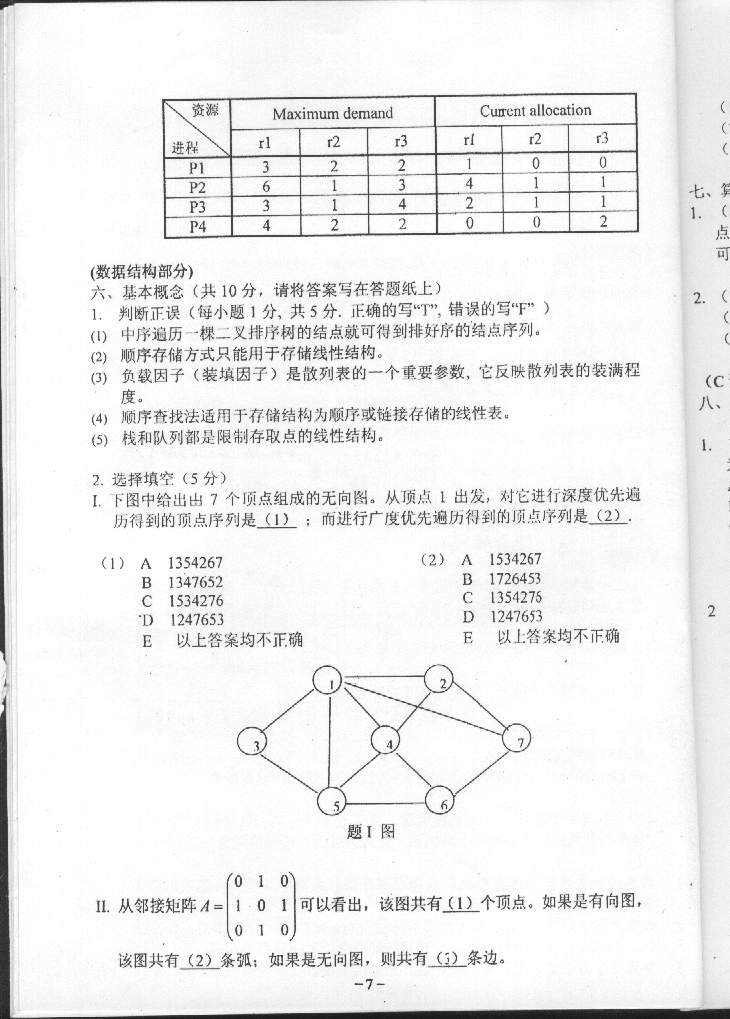 资源 Maximum demand Current allocation
进程 r1 r2 r3 r1 r2 r3
P1 3 2 2 1 0 0
P2 6 1 3 4 1 1
P3 3 1 4 2 1 1
P4 4 2 2 0 0 2
(数据结构部分)
六、基本概念（共 10 分，请将答案写在答题纸上）
1. 判断正误（每小题 1 分, 共 5 分. 正确的写“T”, 错误的写“F” ）
(1) 中序遍历一棵二叉排序树的结点就可得到排好序的结点序列。
(2) 顺序存储方式只能用于存储线性结构。
(3) 负载因子（装填因子）是散列表的一个重要参数, 它反映散列表的装满程
度。
(4) 顺序查找法适用于存储结构为顺序或链接存储的线性表。
(5) 栈和队列都是限制存取点的线性结构。
2. 选择填空（5 分）
I. 下图中给出由 7 个顶点组成的无向图。从顶点 1 出发，对它进行深度优先遍
历得到的顶点序列是 （1） ；而进行广度优先遍历得到的顶点序列是 （2） .
（1） A 1354267 （2） A 1534267
B 1347652 B 1726453
C 1534276 C 1354276
D 1247653 D 1247653
E 以上答案均不正确 E 以上答案均不正确
1 2
3 4 7
5 6
题 I 图
II. 从邻接矩阵 A = (0 1 0
1 0 1
0 1 0) 可以看出，该图共有（1）个顶点。如果是有向图，
该图共有（2）条弧；如果是无向图，则共有（3）条边。
-7-
七、算
1. （
点
可
2. （
（C
八、
1.
2